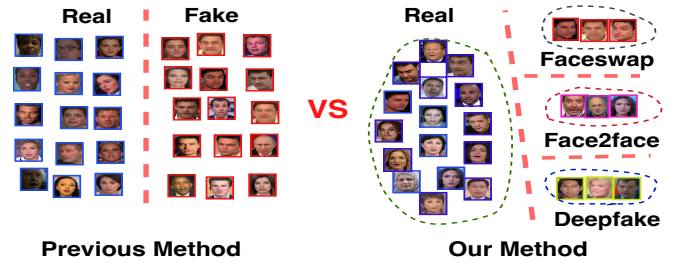 Real
Fake
VS
Real
Faceswap
Face2face
Deepfake
Previous Method
Our Method